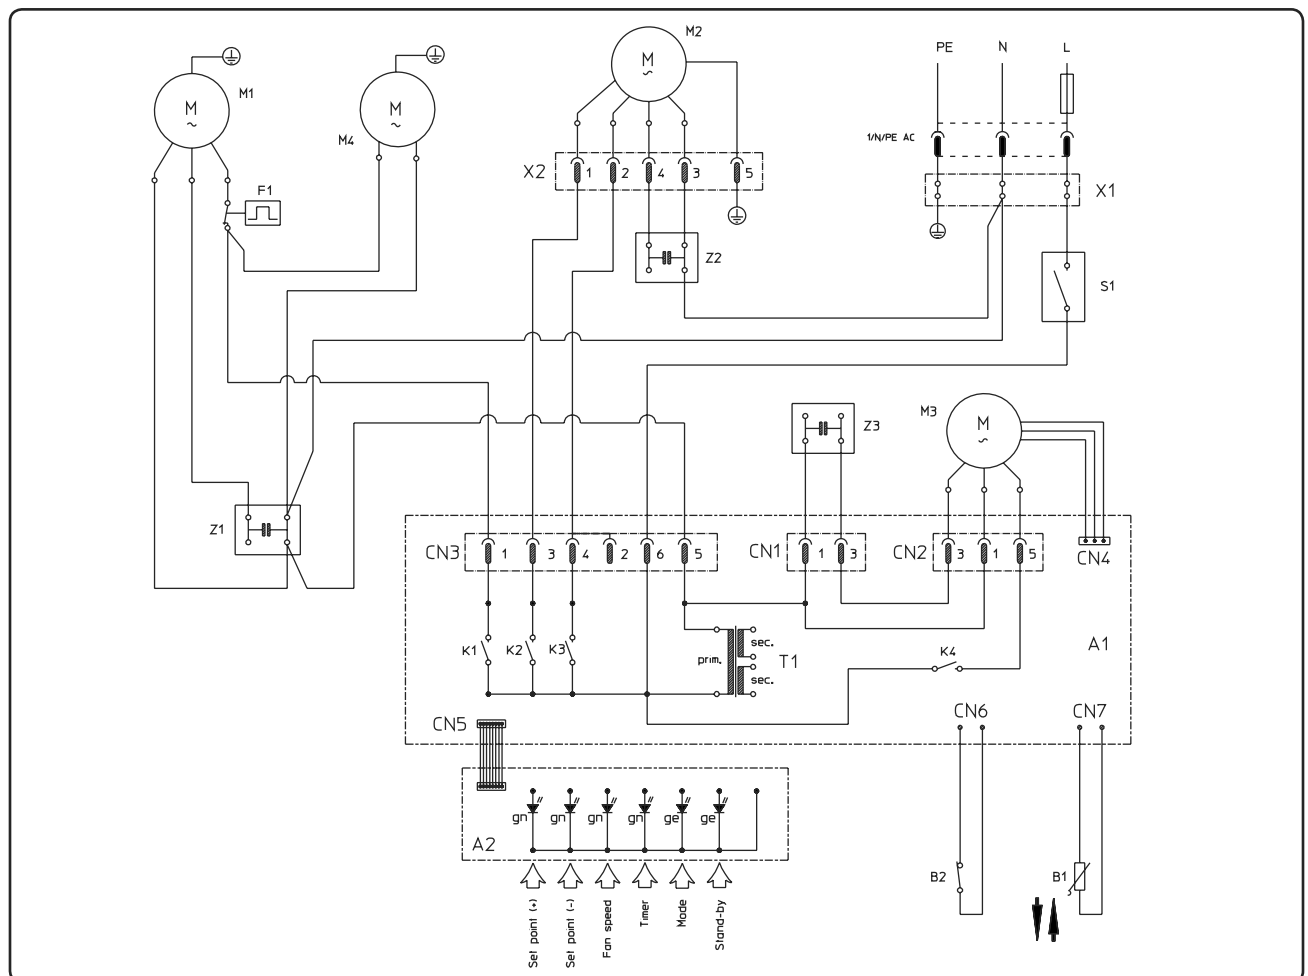 M2
PE N L
M
M1
M
M
M4
1/N/PE AC
X2 1 2 4 3 5
X1
F1
Z2
S1
M3
M
Z3
Z1
CN3 1 3 4 2 6 5
CN1 1 3
CN2 3 1 5
CN4
K1 K2 K3
sec.
prim.
T1
sec.
K4
A1
CN5
CN6
CN7
gn gn gn gn ge ge
A2
B2
B1
Set point (+)
Set point (-)
Fan speed
Timer
Mode
Stand-by